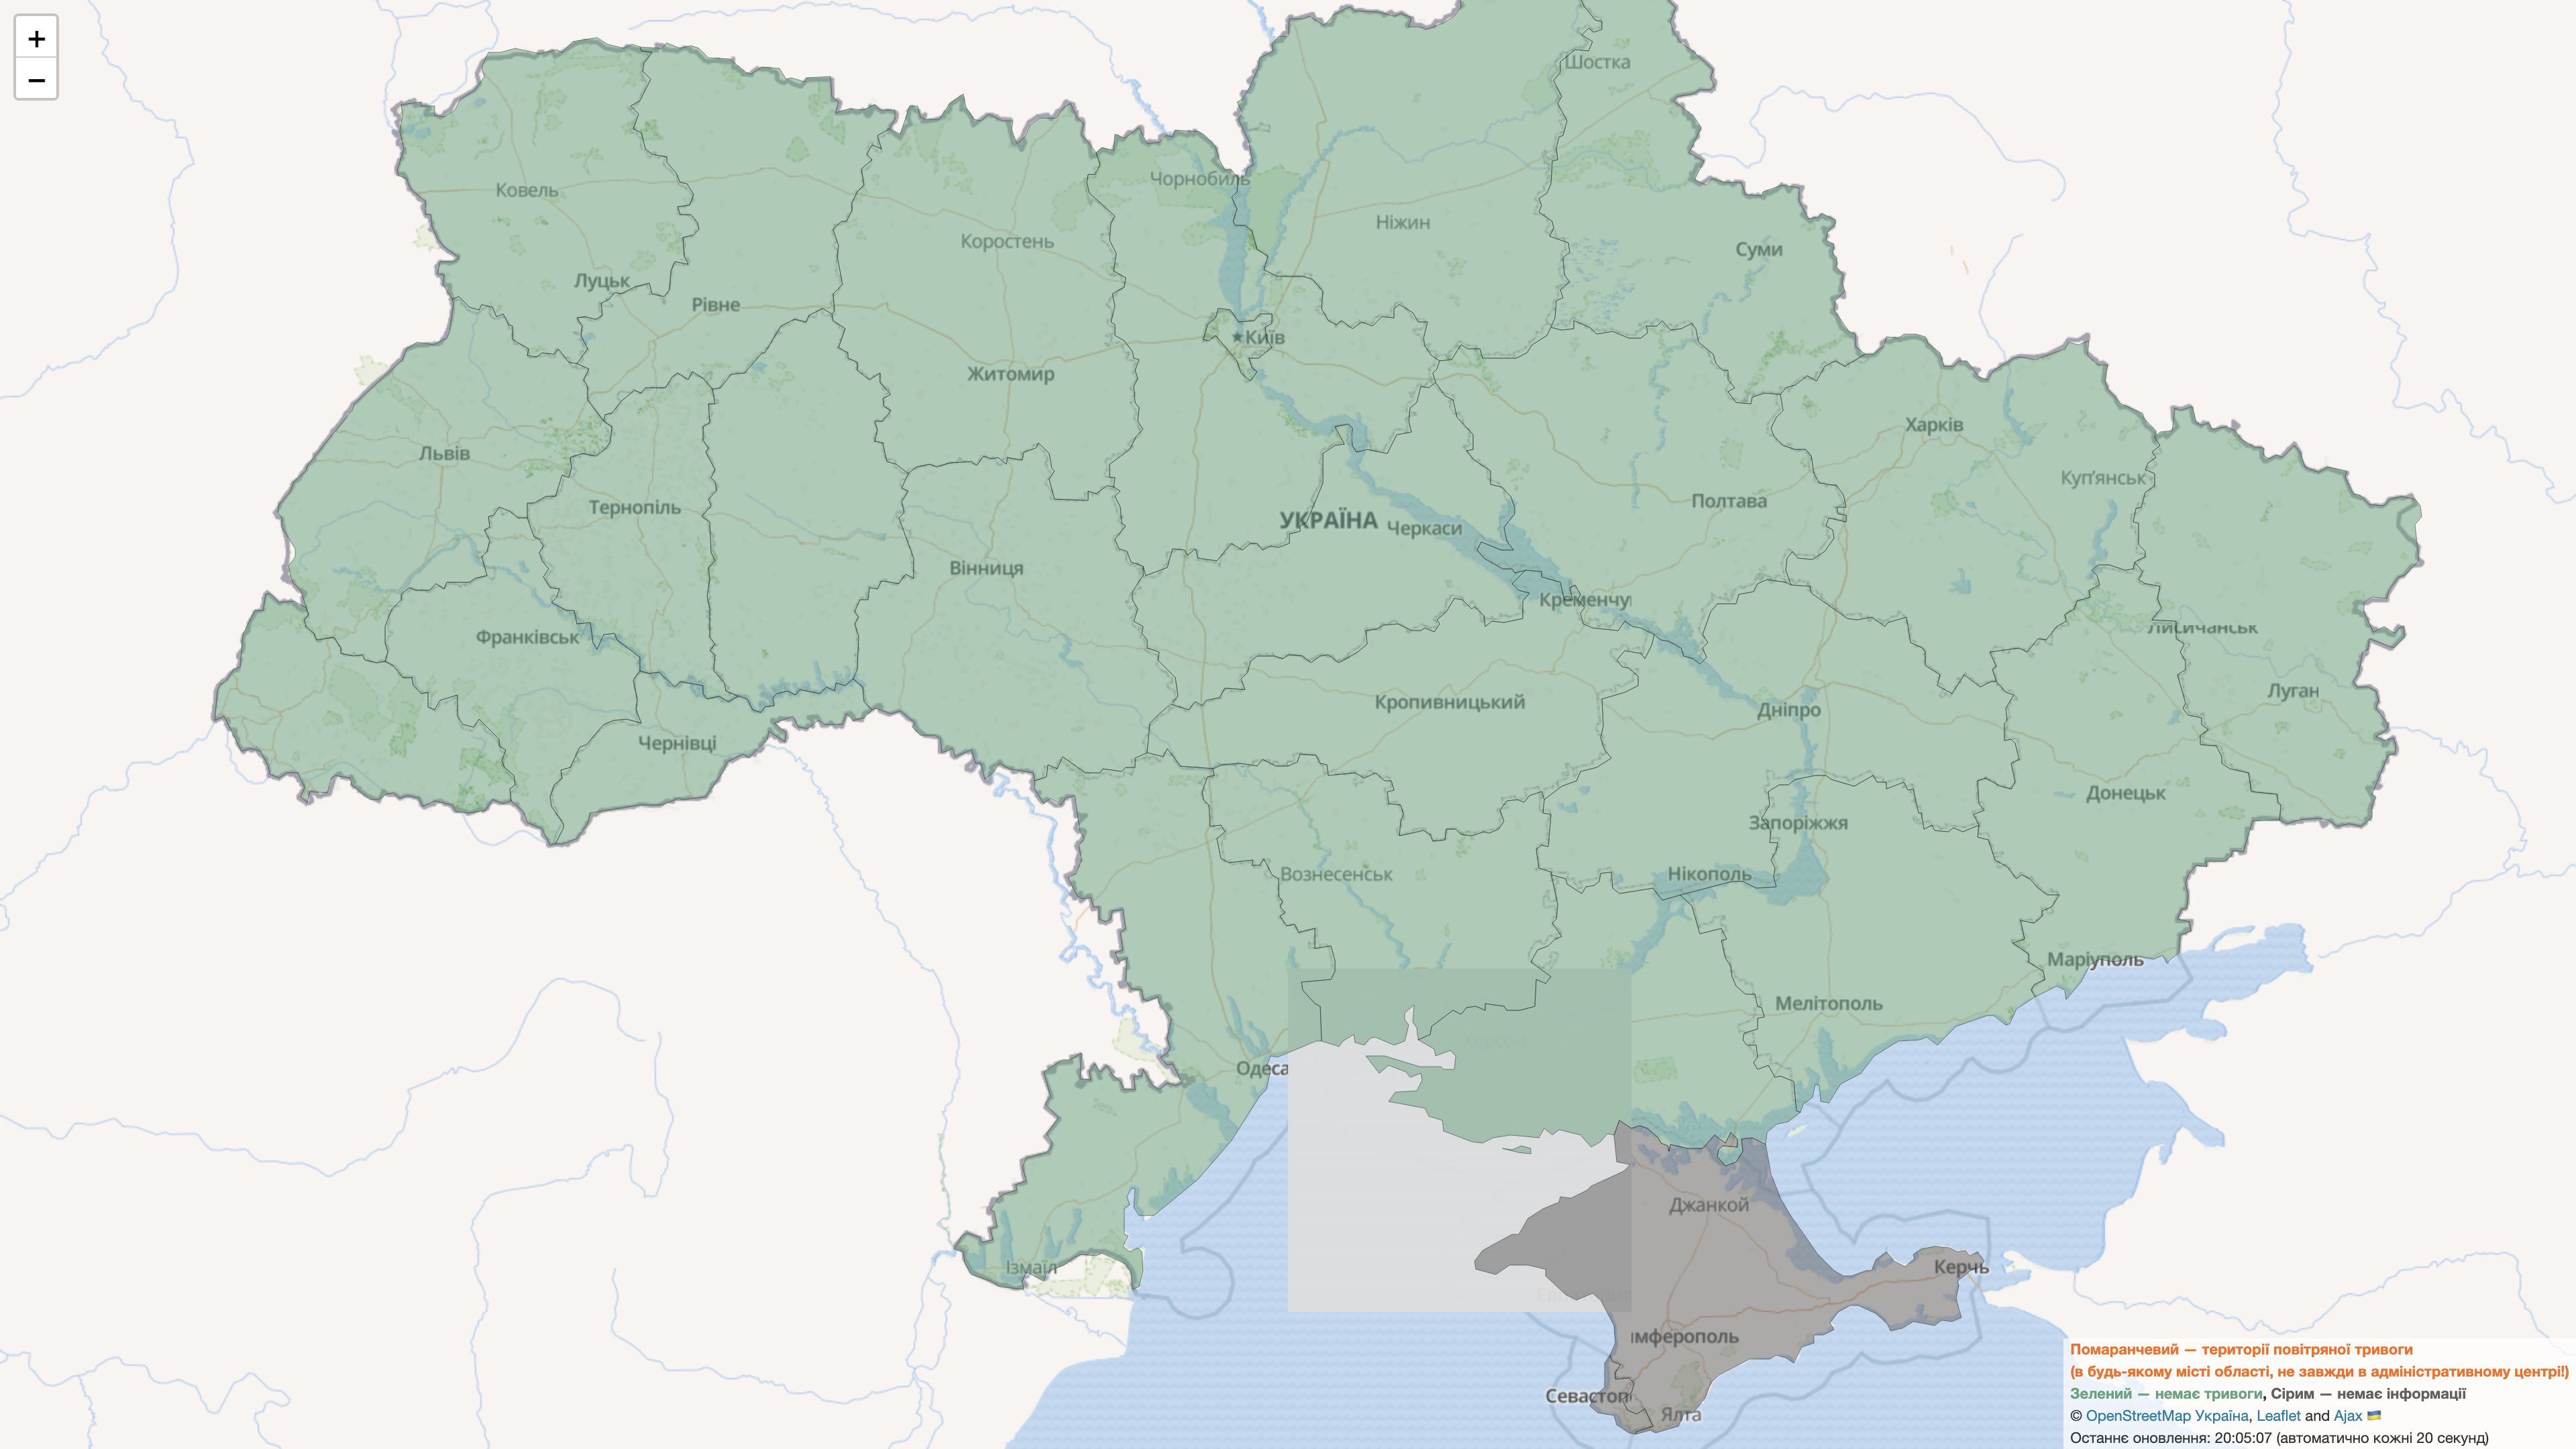 +
−
Шостка
Чорнобиль
Ковель
Ніжин
Коростень
Суми
Луцьк
Рівне
Київ
Житомир
Харків
Львів
Куп'янськ
Тернопіль
Полтава
УКРАЇНА
Черкаси
Вінниця
Кременчу
Лисичанськ
Франківськ
Луган
Кропивницький
Дніпро
Чернівці
Донецьк
Запоріжжя
Вознесенськ
Нікополь
Маріуполь
Мелітополь
Херсон
Одеса
Джанкой
Ізмаїл
Керчь
імферополь
Севастоп
Ялта
Помаранчевий — території повітряної тривоги
(в будь-якому місті області, не завжди в адміністративному центрі!)
Зелений — немає тривоги, Сірим — немає інформації
© OpenStreetMap Україна, Leaflet and Ajax 🇺🇦
Останнє оновлення: 20:05:07 (автоматично кожні 20 секунд)